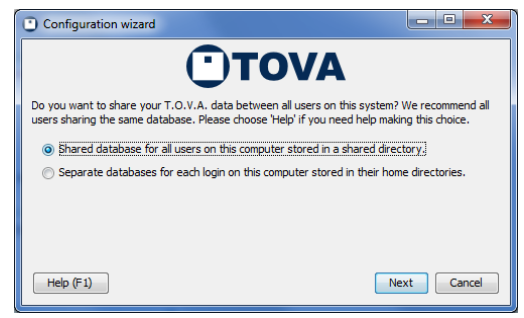 Configuration wizard
TOVA
Do you want to share your T.O.V.A. data between all users on this system? We recommend all
users sharing the same database. Please choose 'Help' if you need help making this choice.
Shared database for all users on this computer stored in a shared directory.
Separate databases for each login on this computer stored in their home directories.
Help (F1)
Next
Cancel